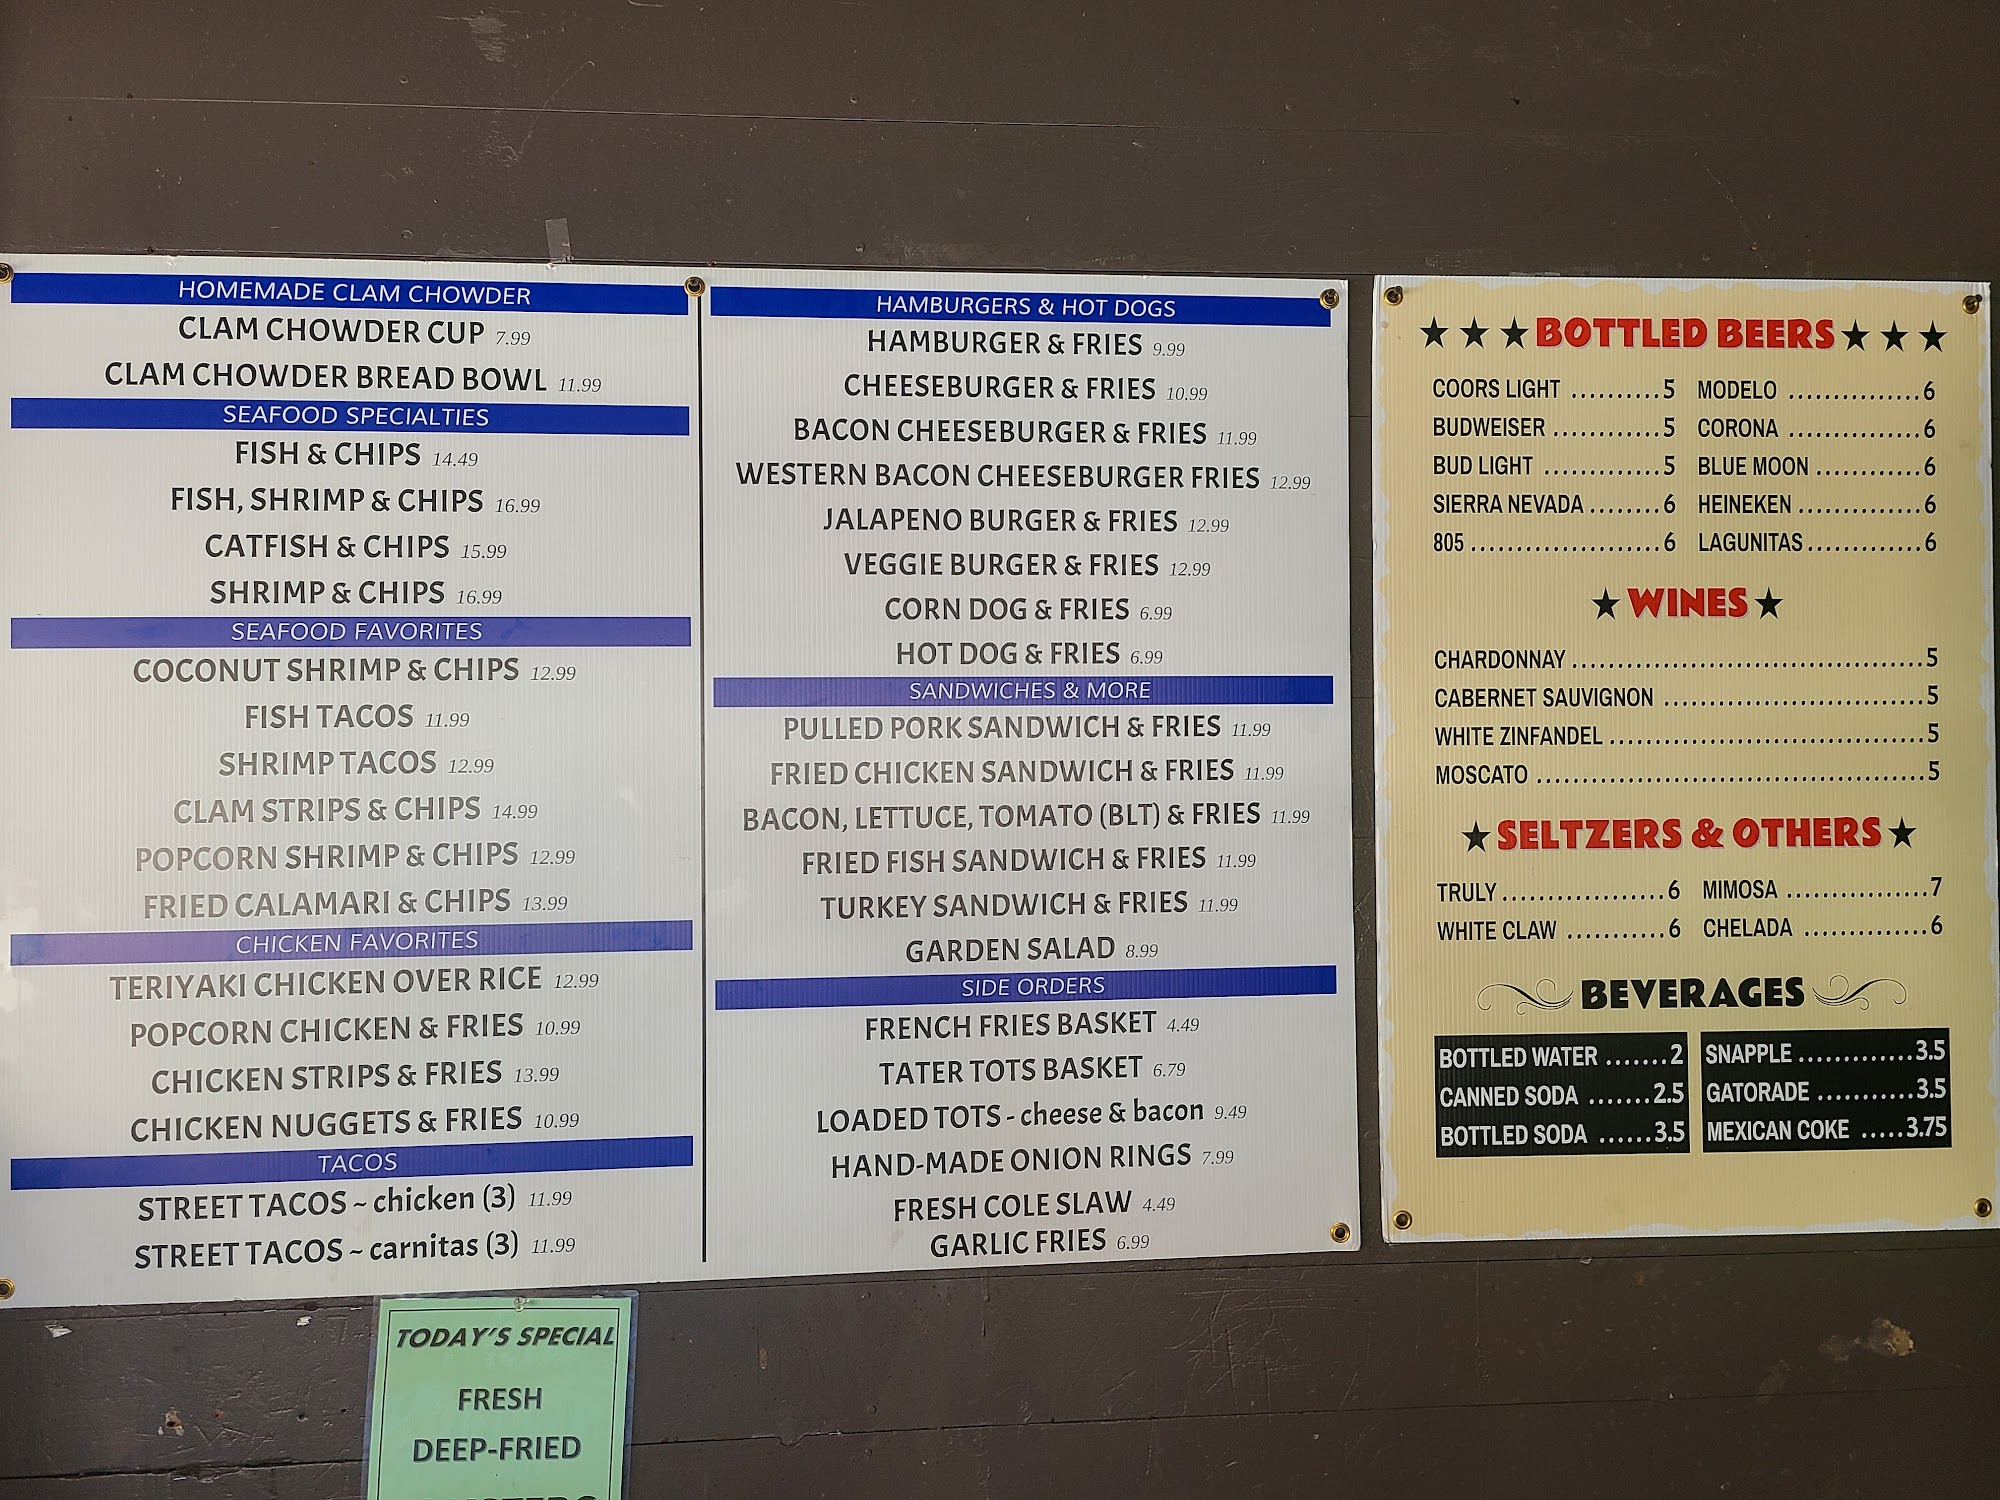 HOMEMADE CLAM CHOWDER
CLAM CHOWDER CUP 7.99
CLAM CHOWDER BREAD BOWL 11.99
SEAFOOD SPECIALTIES
FISH & CHIPS 14.49
FISH, SHRIMP & CHIPS 16.99
CATFISH & CHIPS 15.99
SHRIMP & CHIPS 16.99
SEAFOOD FAVORITES
COCONUT SHRIMP & CHIPS 12.99
FISH TACOS 11.99
SHRIMP TACOS 12.99
CLAM STRIPS & CHIPS 14.99
POPCORN SHRIMP & CHIPS 12.99
FRIED CALAMARI & CHIPS 13.99
CHICKEN FAVORITES
TERIYAKI CHICKEN OVER RICE 12.99
POPCORN CHICKEN & FRIES 10.99
CHICKEN STRIPS & FRIES 13.99
CHICKEN NUGGETS & FRIES 10.99
TACOS
STREET TACOS ~ chicken (3) 11.99
STREET TACOS ~ carnitas (3) 11.99
HAMBURGERS & HOT DOGS
HAMBURGER & FRIES 9.99
CHEESEBURGER & FRIES 10.99
BACON CHEESEBURGER & FRIES 11.99
WESTERN BACON CHEESEBURGER FRIES 12.99
JALAPENO BURGER & FRIES 12.99
VEGGIE BURGER & FRIES 12.99
CORN DOG & FRIES 6.99
HOT DOG & FRIES 6.99
SANDWICHES & MORE
PULLED PORK SANDWICH & FRIES 11.99
FRIED CHICKEN SANDWICH & FRIES 11.99
BACON, LETTUCE, TOMATO (BLT) & FRIES 11.99
FRIED FISH SANDWICH & FRIES 11.99
TURKEY SANDWICH & FRIES 11.99
GARDEN SALAD 8.99
SIDE ORDERS
FRENCH FRIES BASKET 4.49
TATER TOTS BASKET 6.79
LOADED TOTS - cheese & bacon 9.49
HAND-MADE ONION RINGS 7.99
FRESH COLE SLAW 4.49
GARLIC FRIES 6.99
★ ★ ★ BOTTLED BEERS ★ ★ ★
COORS LIGHT ..........5 MODELO ...............6
BUDWEISER ............5 CORONA ................6
BUD LIGHT .............5 BLUE MOON ............6
SIERRA NEVADA ........6 HEINEKEN ..............6
805 .....................6 LAGUNITAS.............6
★ WINES ★
CHARDONNAY .......................................5
CABERNET SAUVIGNON .............................5
WHITE ZINFANDEL ...................................5
MOSCATO ...........................................5
★ SELTZERS & OTHERS ★
TRULY..................6 MIMOSA ................7
WHITE CLAW ...........6 CHELADA ..............6
BEVERAGES
BOTTLED WATER .......2 SNAPPLE .............3.5
CANNED SODA .......2.5 GATORADE ...........3.5
BOTTLED SODA ......3.5 MEXICAN COKE .....3.75
TODAY'S SPECIAL
FRESH
DEEP-FRIED